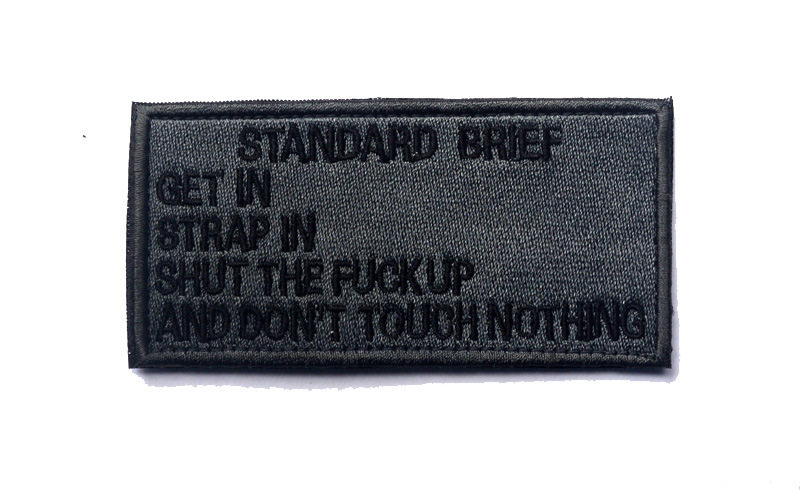 STANDARD BRIEF
GET IN
STRAP IN
SHUT THE FUCK UP
AND DON'T TOUCH NOTHING